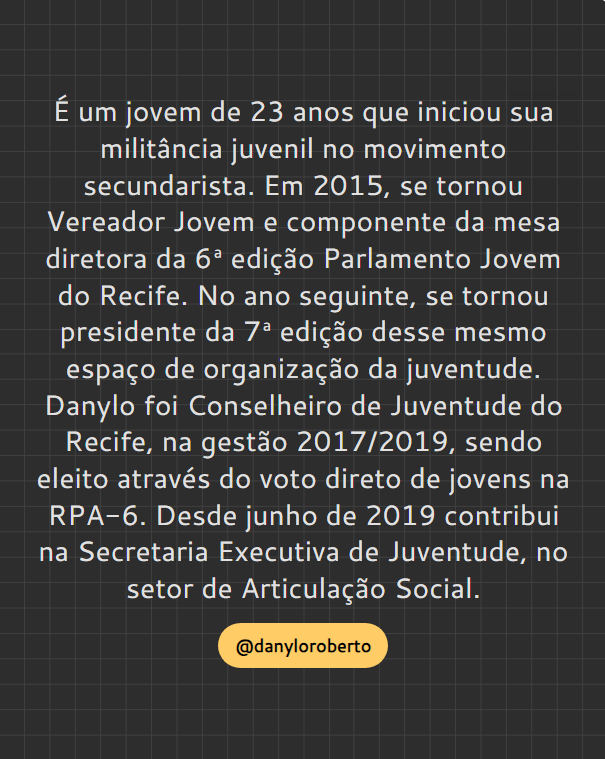 É um jovem de 23 anos que iniciou sua
militância juvenil no movimento
secundarista. Em 2015, se tornou
Vereador Jovem e componente da mesa
diretora da 6ª edição Parlamento Jovem
do Recife. No ano seguinte, se tornou
presidente da 7ª edição desse mesmo
espaço de organização da juventude.
Danylo foi Conselheiro de Juventude do
Recife, na gestão 2017/2019, sendo
eleito através do voto direto de jovens na
RPA-6. Desde junho de 2019 contribui
na Secretaria Executiva de Juventude, no
setor de Articulação Social.
@danyloroberto